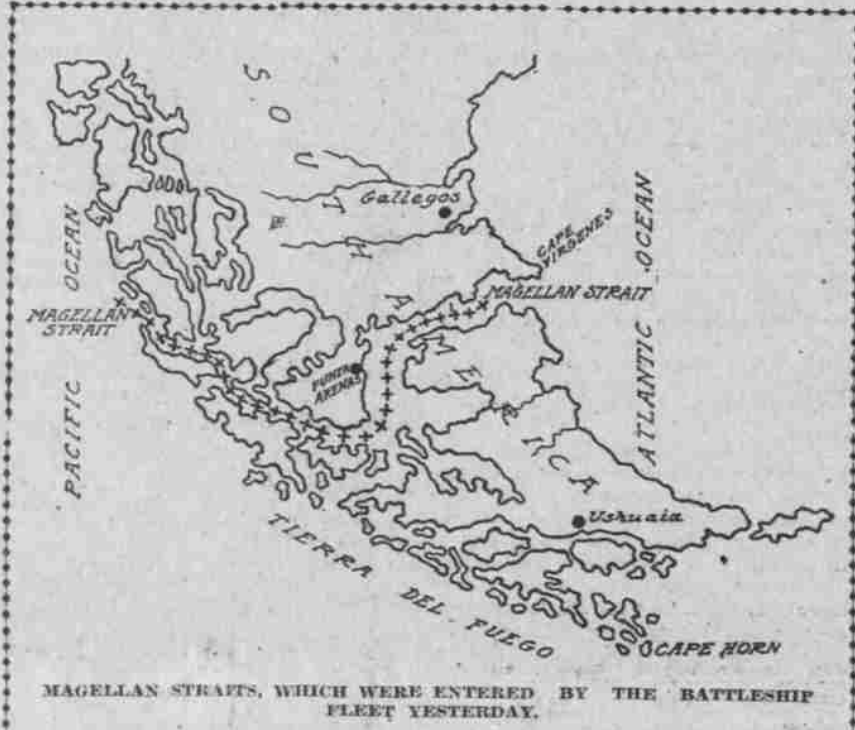 SOUTH AMERICA
Gallegos
CAPE
VIRGENES
PACIFIC OCEAN
ATLANTIC OCEAN
MAGELLAN STRAIT
MAGELLAN
STRAIT
PUNTA
ARENAS
Ushuaia
TIERRA DEL FUEGO
CAPE HORN
MAGELLAN STRAITS, WHICH WERE ENTERED BY THE BATTLESHIP
FLEET YESTERDAY.